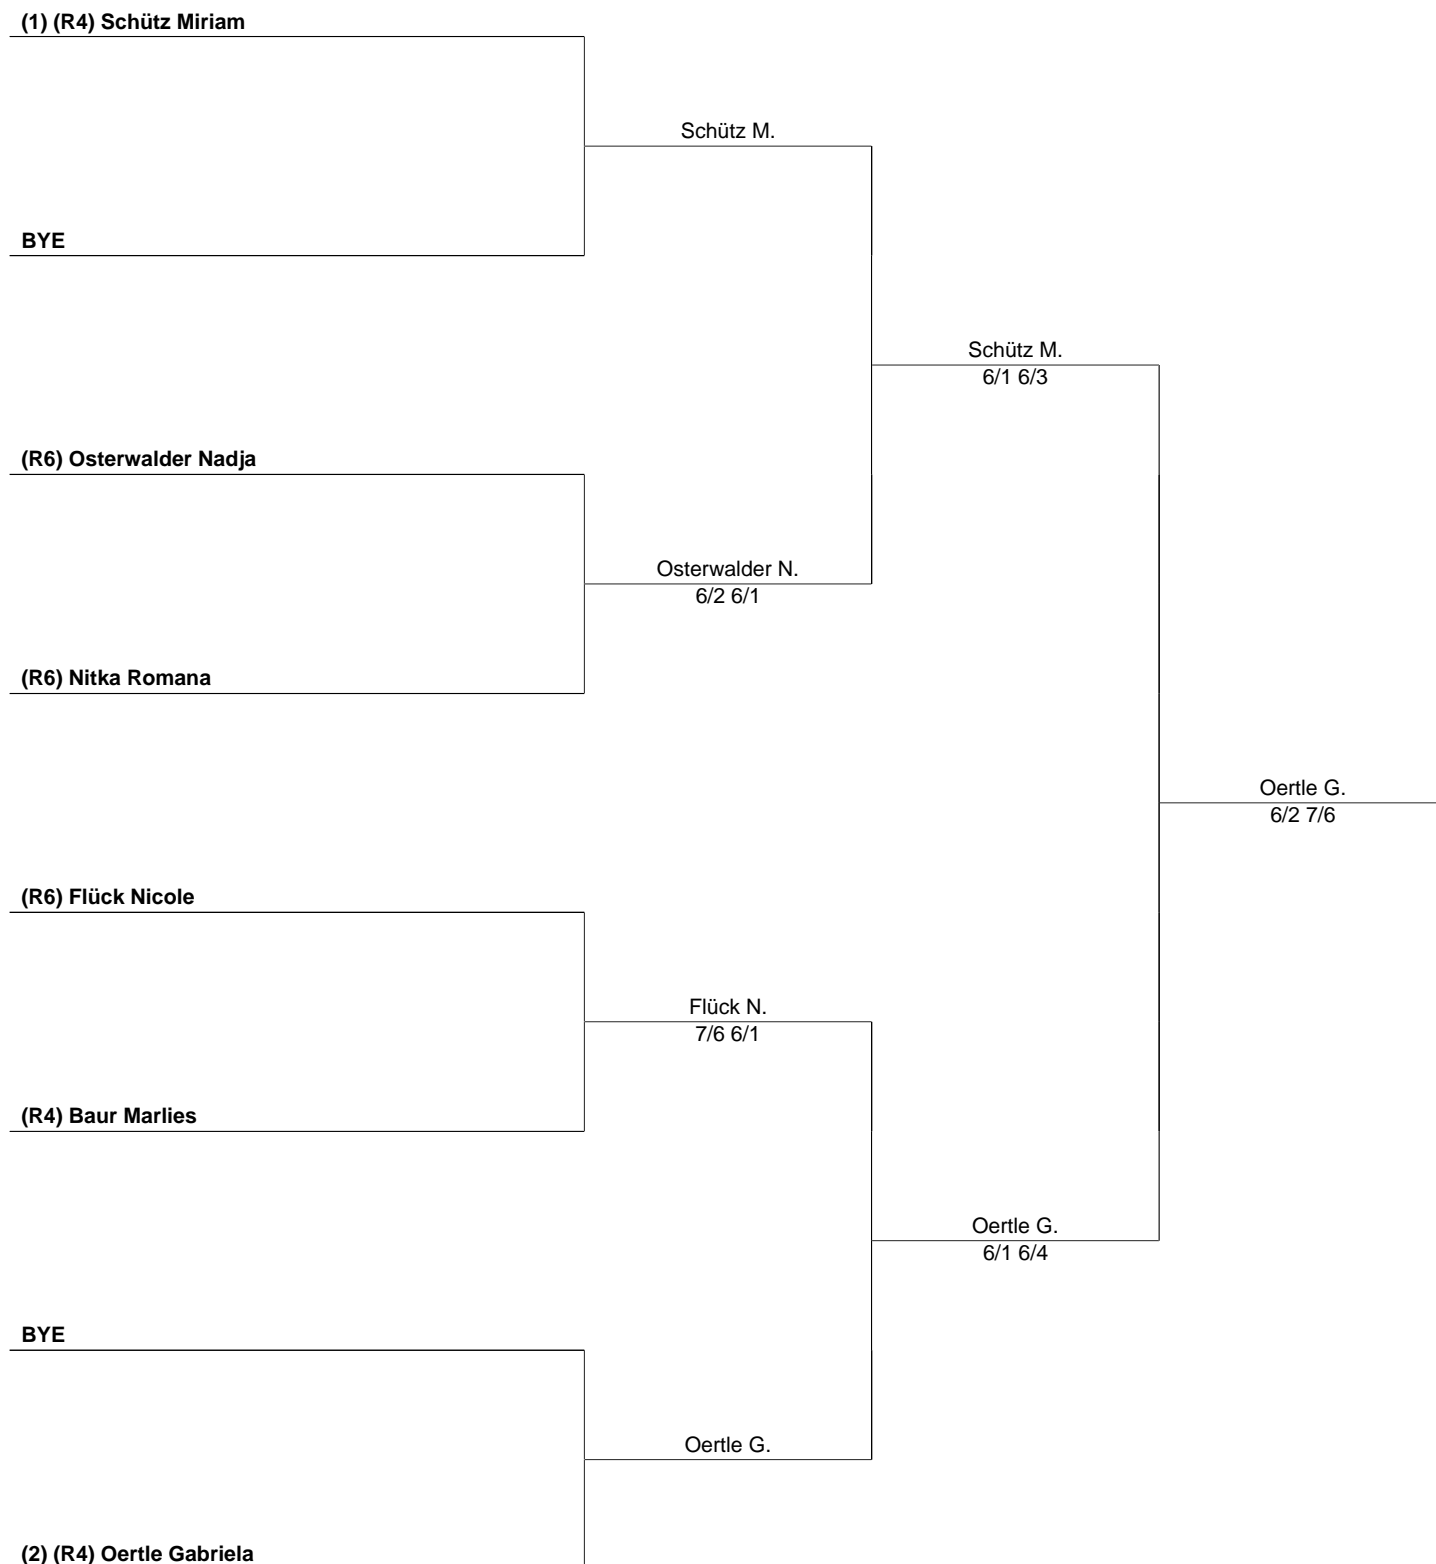 (1) (R4) Schütz Miriam
Schütz M.
BYE
Schütz M.
6/1 6/3
(R6) Osterwalder Nadja
Osterwalder N.
6/2 6/1
(R6) Nitka Romana
Oertle G.
6/2 7/6
(R6) Flück Nicole
Flück N.
7/6 6/1
(R4) Baur Marlies
Oertle G.
6/1 6/4
BYE
Oertle G.
(2) (R4) Oertle Gabriela